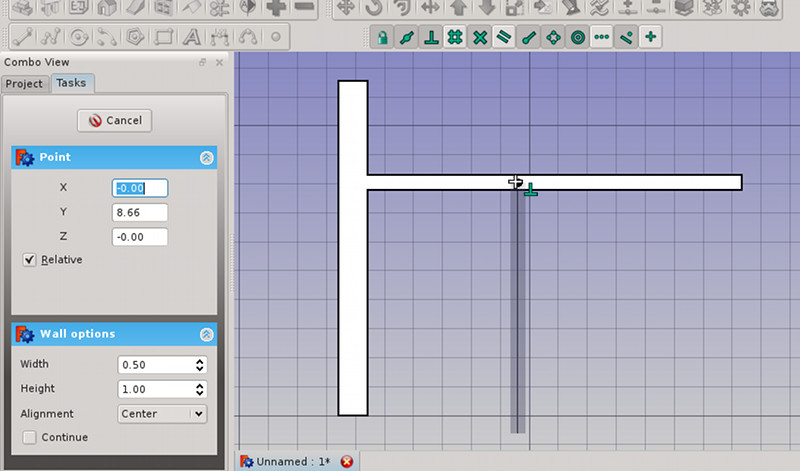 Combo View
Project Tasks
Cancel
Point
X -0.00
Y 8.66
Z -0.00
Relative
Wall options
Width 0.50
Height 1.00
Alignment Center
Continue
Unnamed : 1*